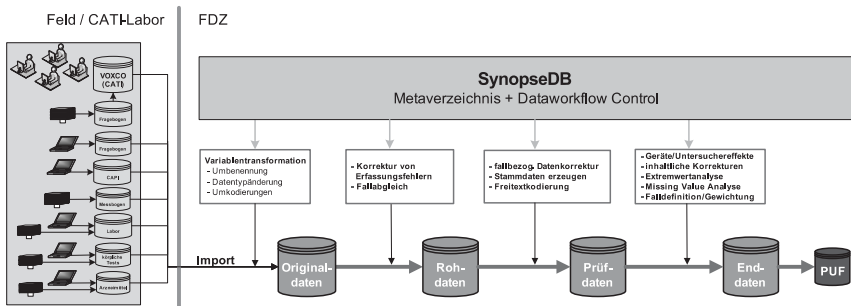 Feld / CATI-Labor
FDZ
VOXCO
(CATI)
Fragebogen
Fragebogen
CAPI
Messbogen
Labor
körpliche
Tests
Arzneimittel
SynopseDB
Metaverzeichnis + Dataworkflow Control
Variablentransformation
- Umbenennung
- Datentypänderung
- Umkodierungen
- Korrektur von
Erfassungsfehlern
- Fallabgleich
- fallbezog. Datenkorrektur
- Stammdaten erzeugen
- Freitextkodierung
- Geräte/Untersuchereffekte
- inhaltliche Korrekturen
- Extremwertanalyse
- Missing Value Analyse
- Falldefinition/Gewichtung
Import
Original-
daten
Roh-
daten
Prüf-
daten
End-
daten
PUF